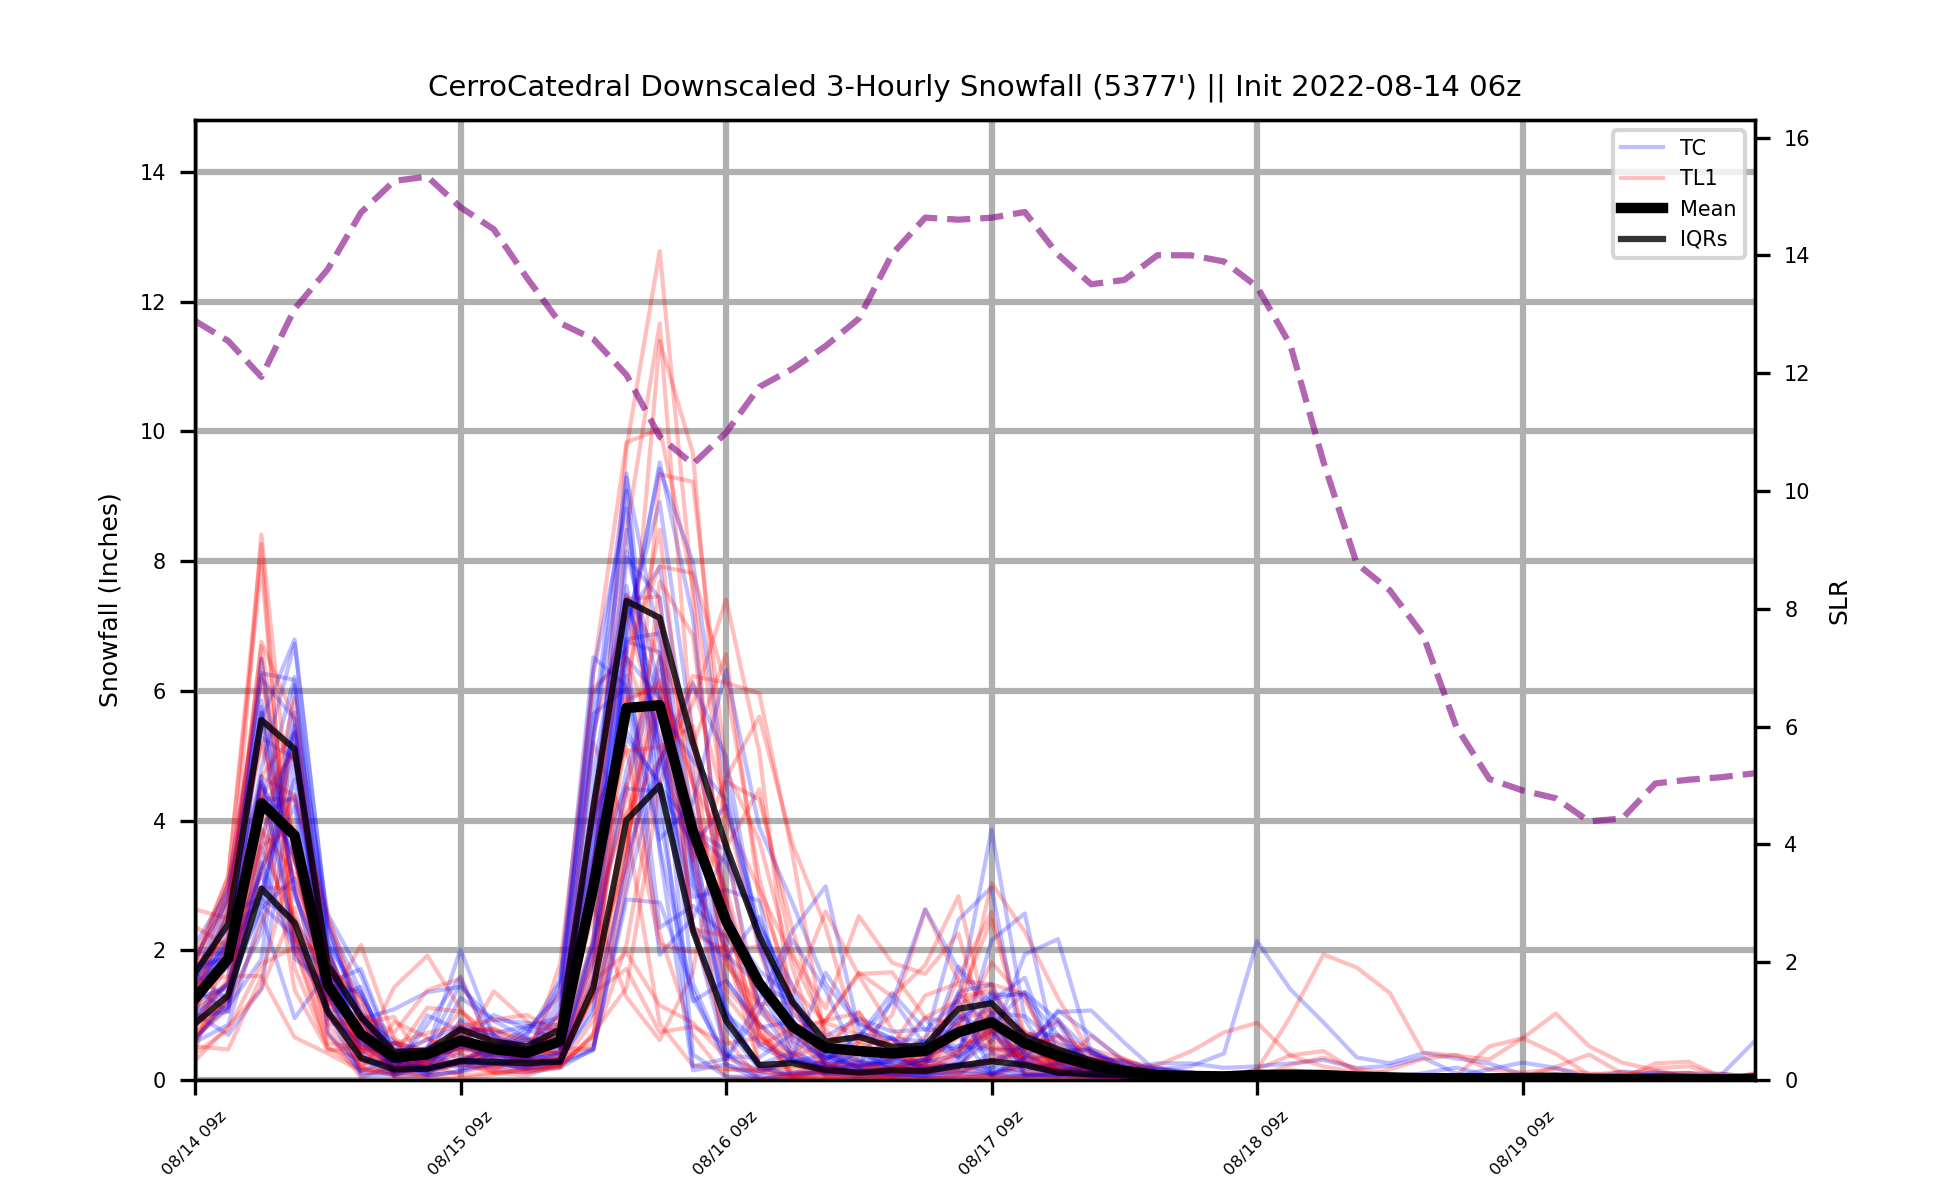 CerroCatedral Downscaled 3-Hourly Snowfall (5377') || Init 2022-08-14 06z
TC
TL1
Mean
IQRs
Snowfall (Inches)
14
12
10
8
6
4
2
0
16
14
12
10
8
6
4
2
0
SLR
08/14 09z
08/15 09z
08/16 09z
08/17 09z
08/18 09z
08/19 09z